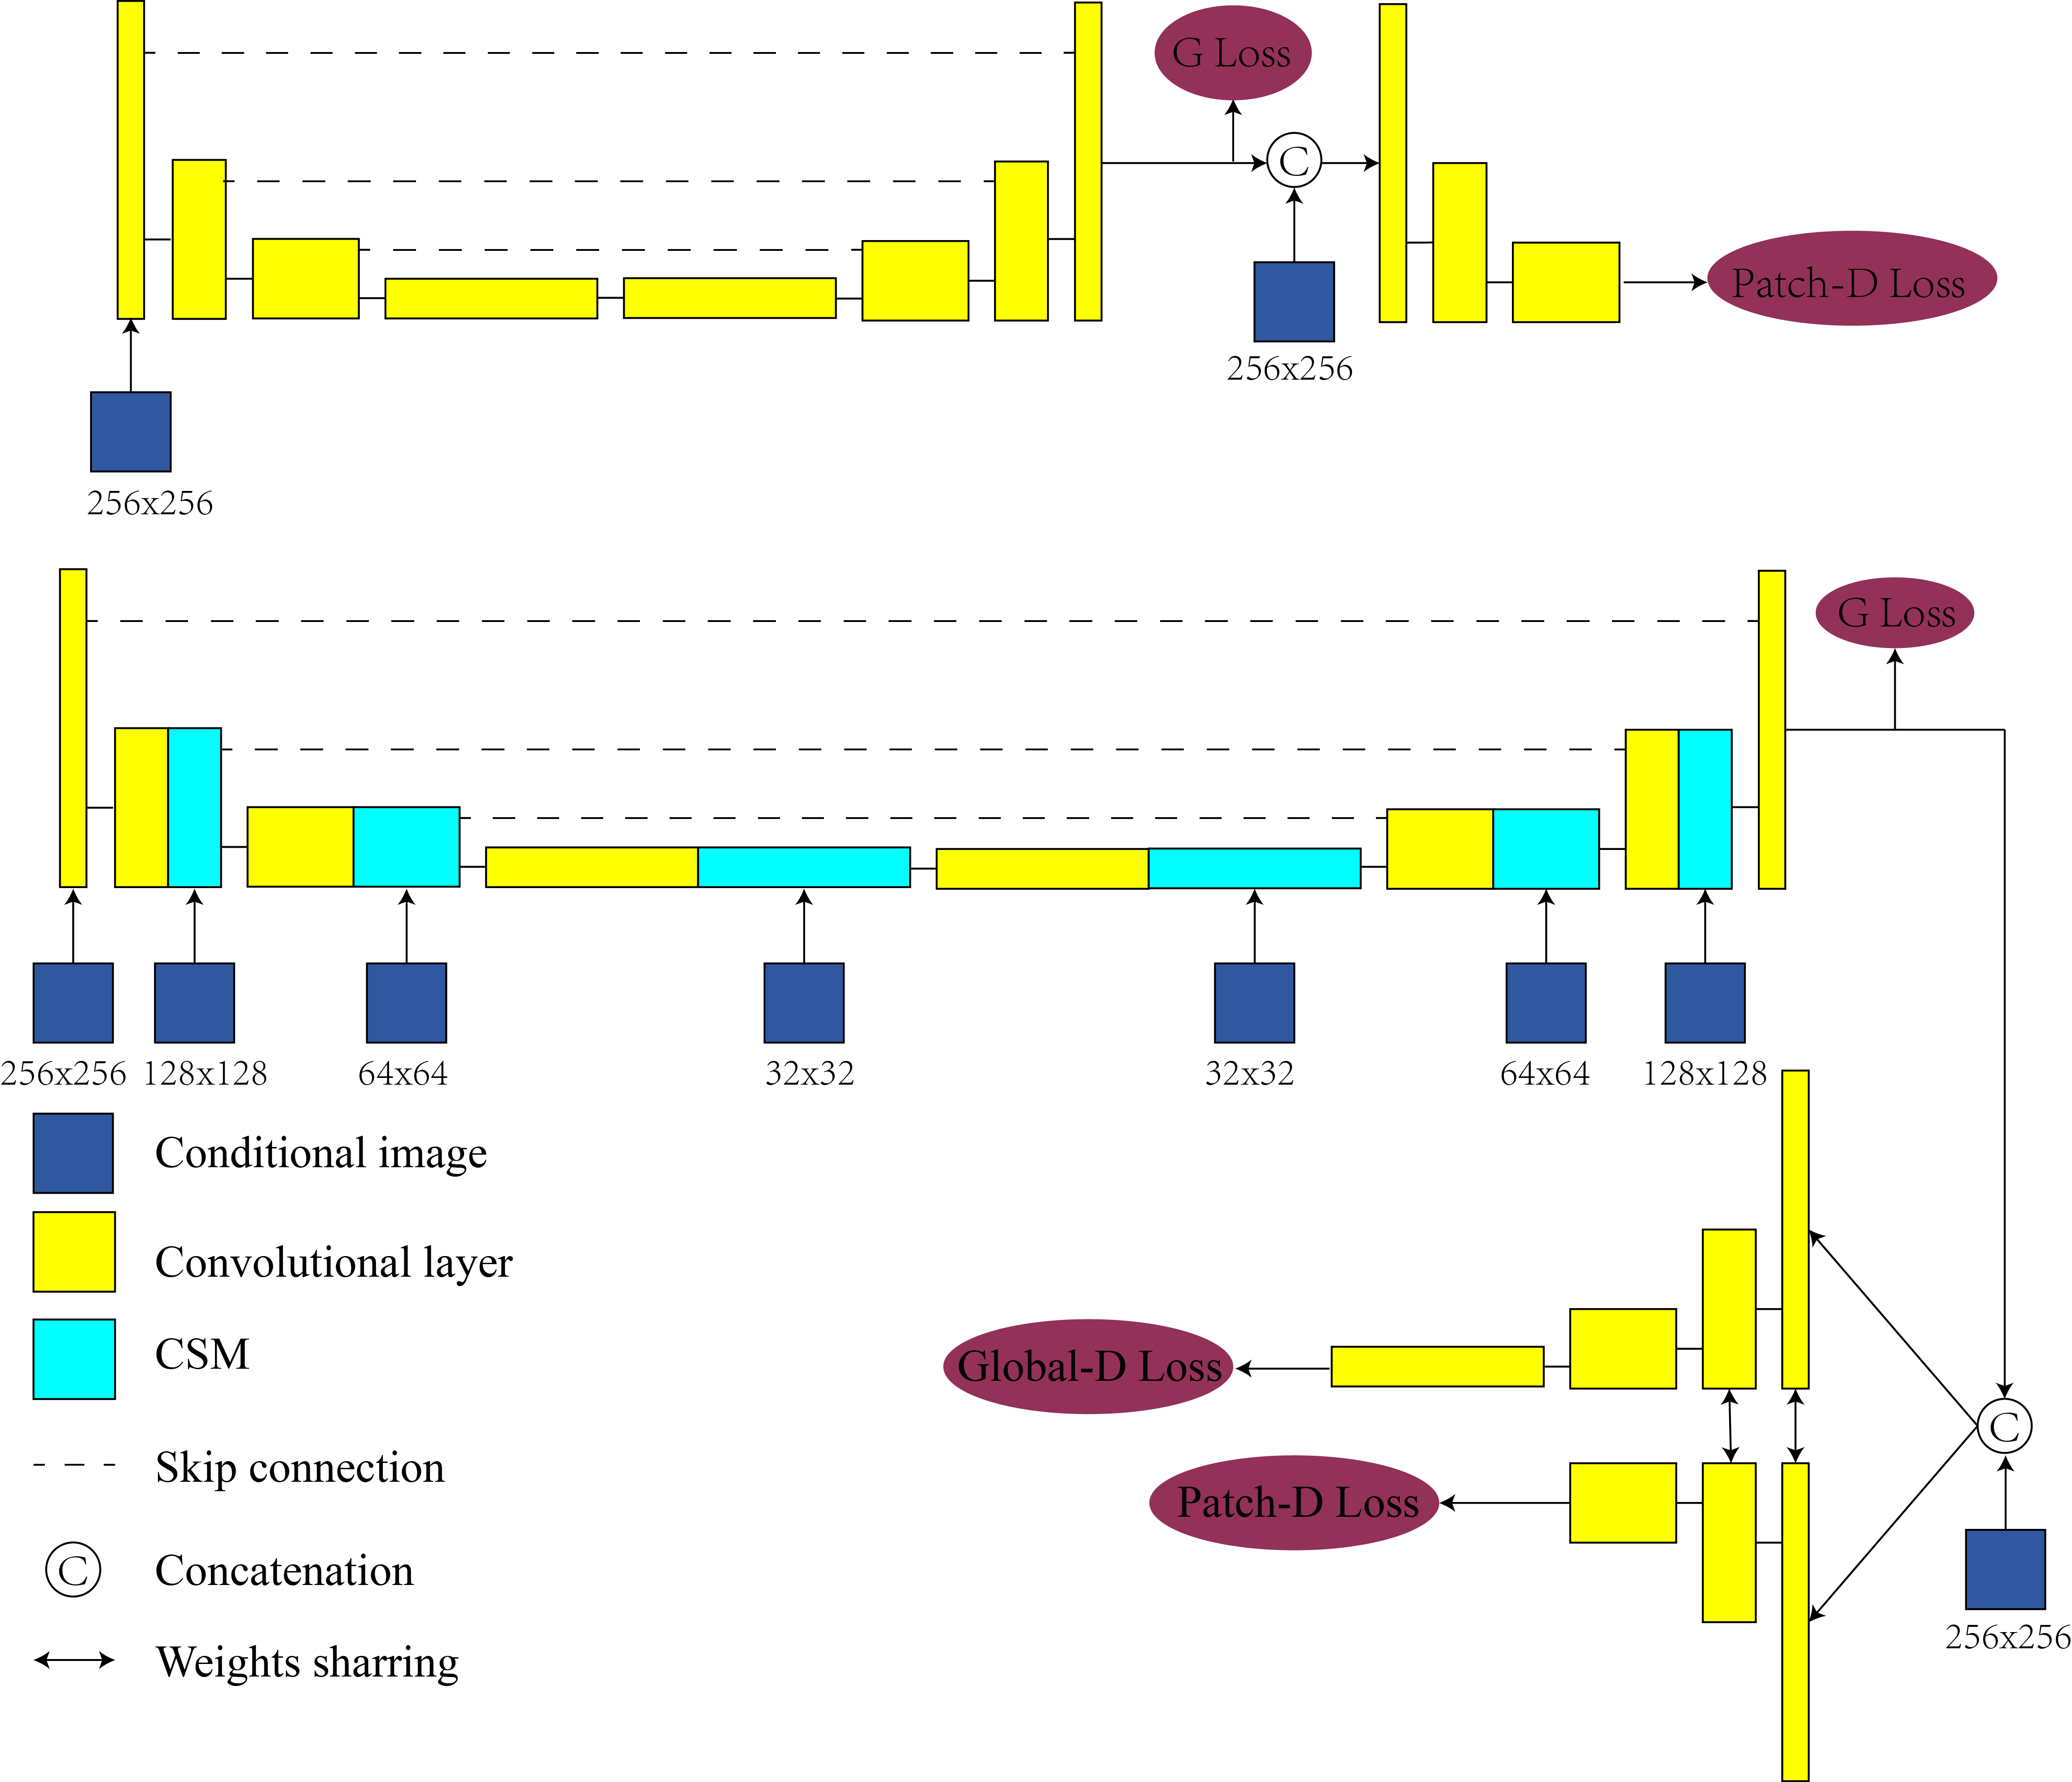 G Loss
C
Patch-D Loss
256x256
256x256
G Loss
256x256 128x128 64x64 32x32 32x32 64x64 128x128
Conditional image
Convolutional layer
CSM
Skip connection
Concatenation
C
Weights sharring
Global-D Loss
Patch-D Loss
C
256x256